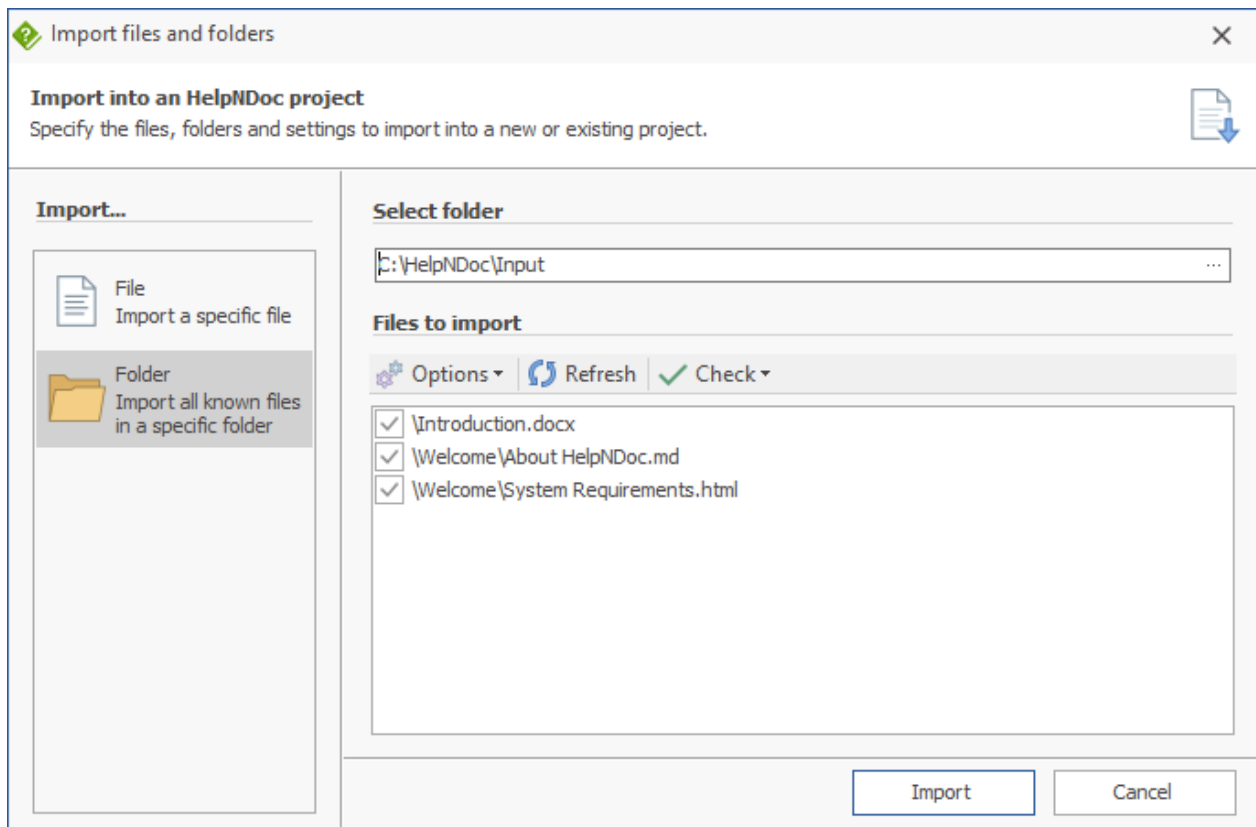 Import files and folders
Import into an HelpNDoc project
Specify the files, folders and settings to import into a new or existing project.
Import...
File
Import a specific file
Folder
Import all known files
in a specific folder
Select folder
C:\HelpNDoc\Input
...
Files to import
Options Refresh Check
\Introduction.docx
\Welcome\About HelpNDoc.md
\Welcome\System Requirements.html
Import Cancel